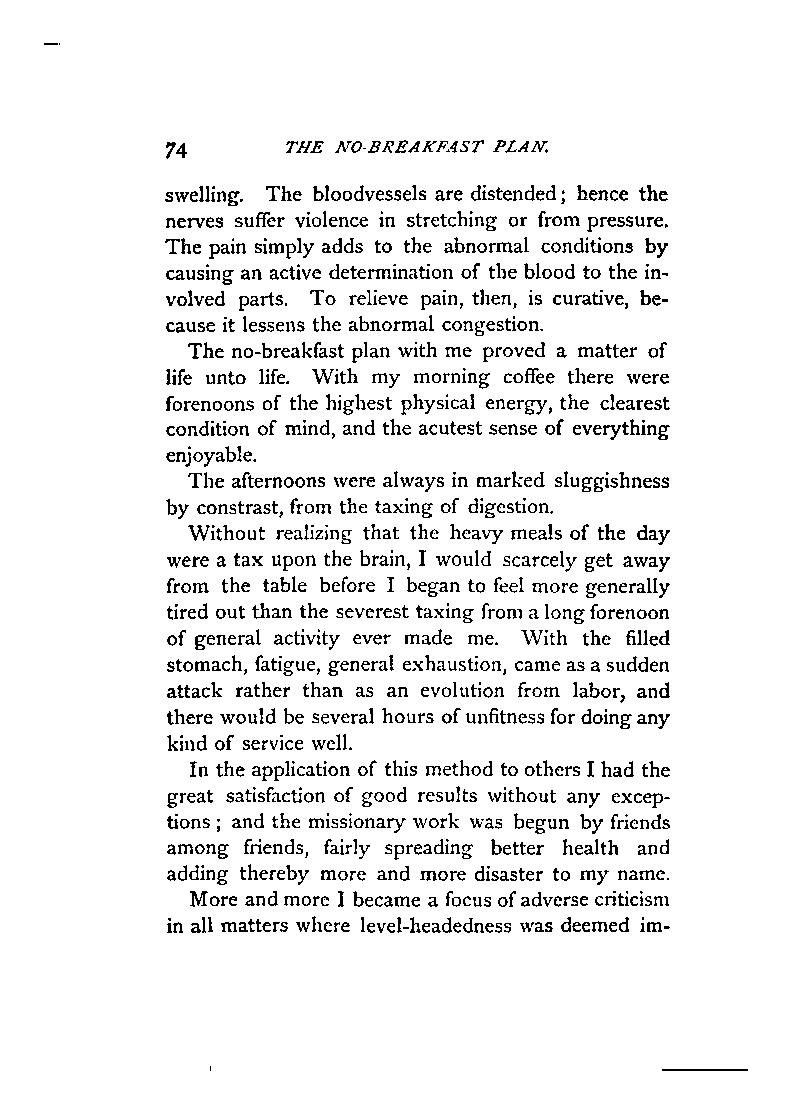 74 THE NO-BREAKFAST PLAN.
swelling. The bloodvessels are distended; hence the
nerves suffer violence in stretching or from pressure.
The pain simply adds to the abnormal conditions by
causing an active determination of the blood to the in-
volved parts. To relieve pain, then, is curative, be-
cause it lessens the abnormal congestion.
The no-breakfast plan with me proved a matter of
life unto life. With my morning coffee there were
forenoons of the highest physical energy, the clearest
condition of mind, and the acutest sense of everything
enjoyable.
The afternoons were always in marked sluggishness
by constrast, from the taxing of digestion.
Without realizing that the heavy meals of the day
were a tax upon the brain, I would scarcely get away
from the table before I began to feel more generally
tired out than the severest taxing from a long forenoon
of general activity ever made me. With the filled
stomach, fatigue, general exhaustion, came as a sudden
attack rather than as an evolution from labor, and
there would be several hours of unfitness for doing any
kind of service well.
In the application of this method to others I had the
great satisfaction of good results without any excep-
tions; and the missionary work was begun by friends
among friends, fairly spreading better health and
adding thereby more and more disaster to my name.
More and more I became a focus of adverse criticism
in all matters where level-headedness was deemed im-